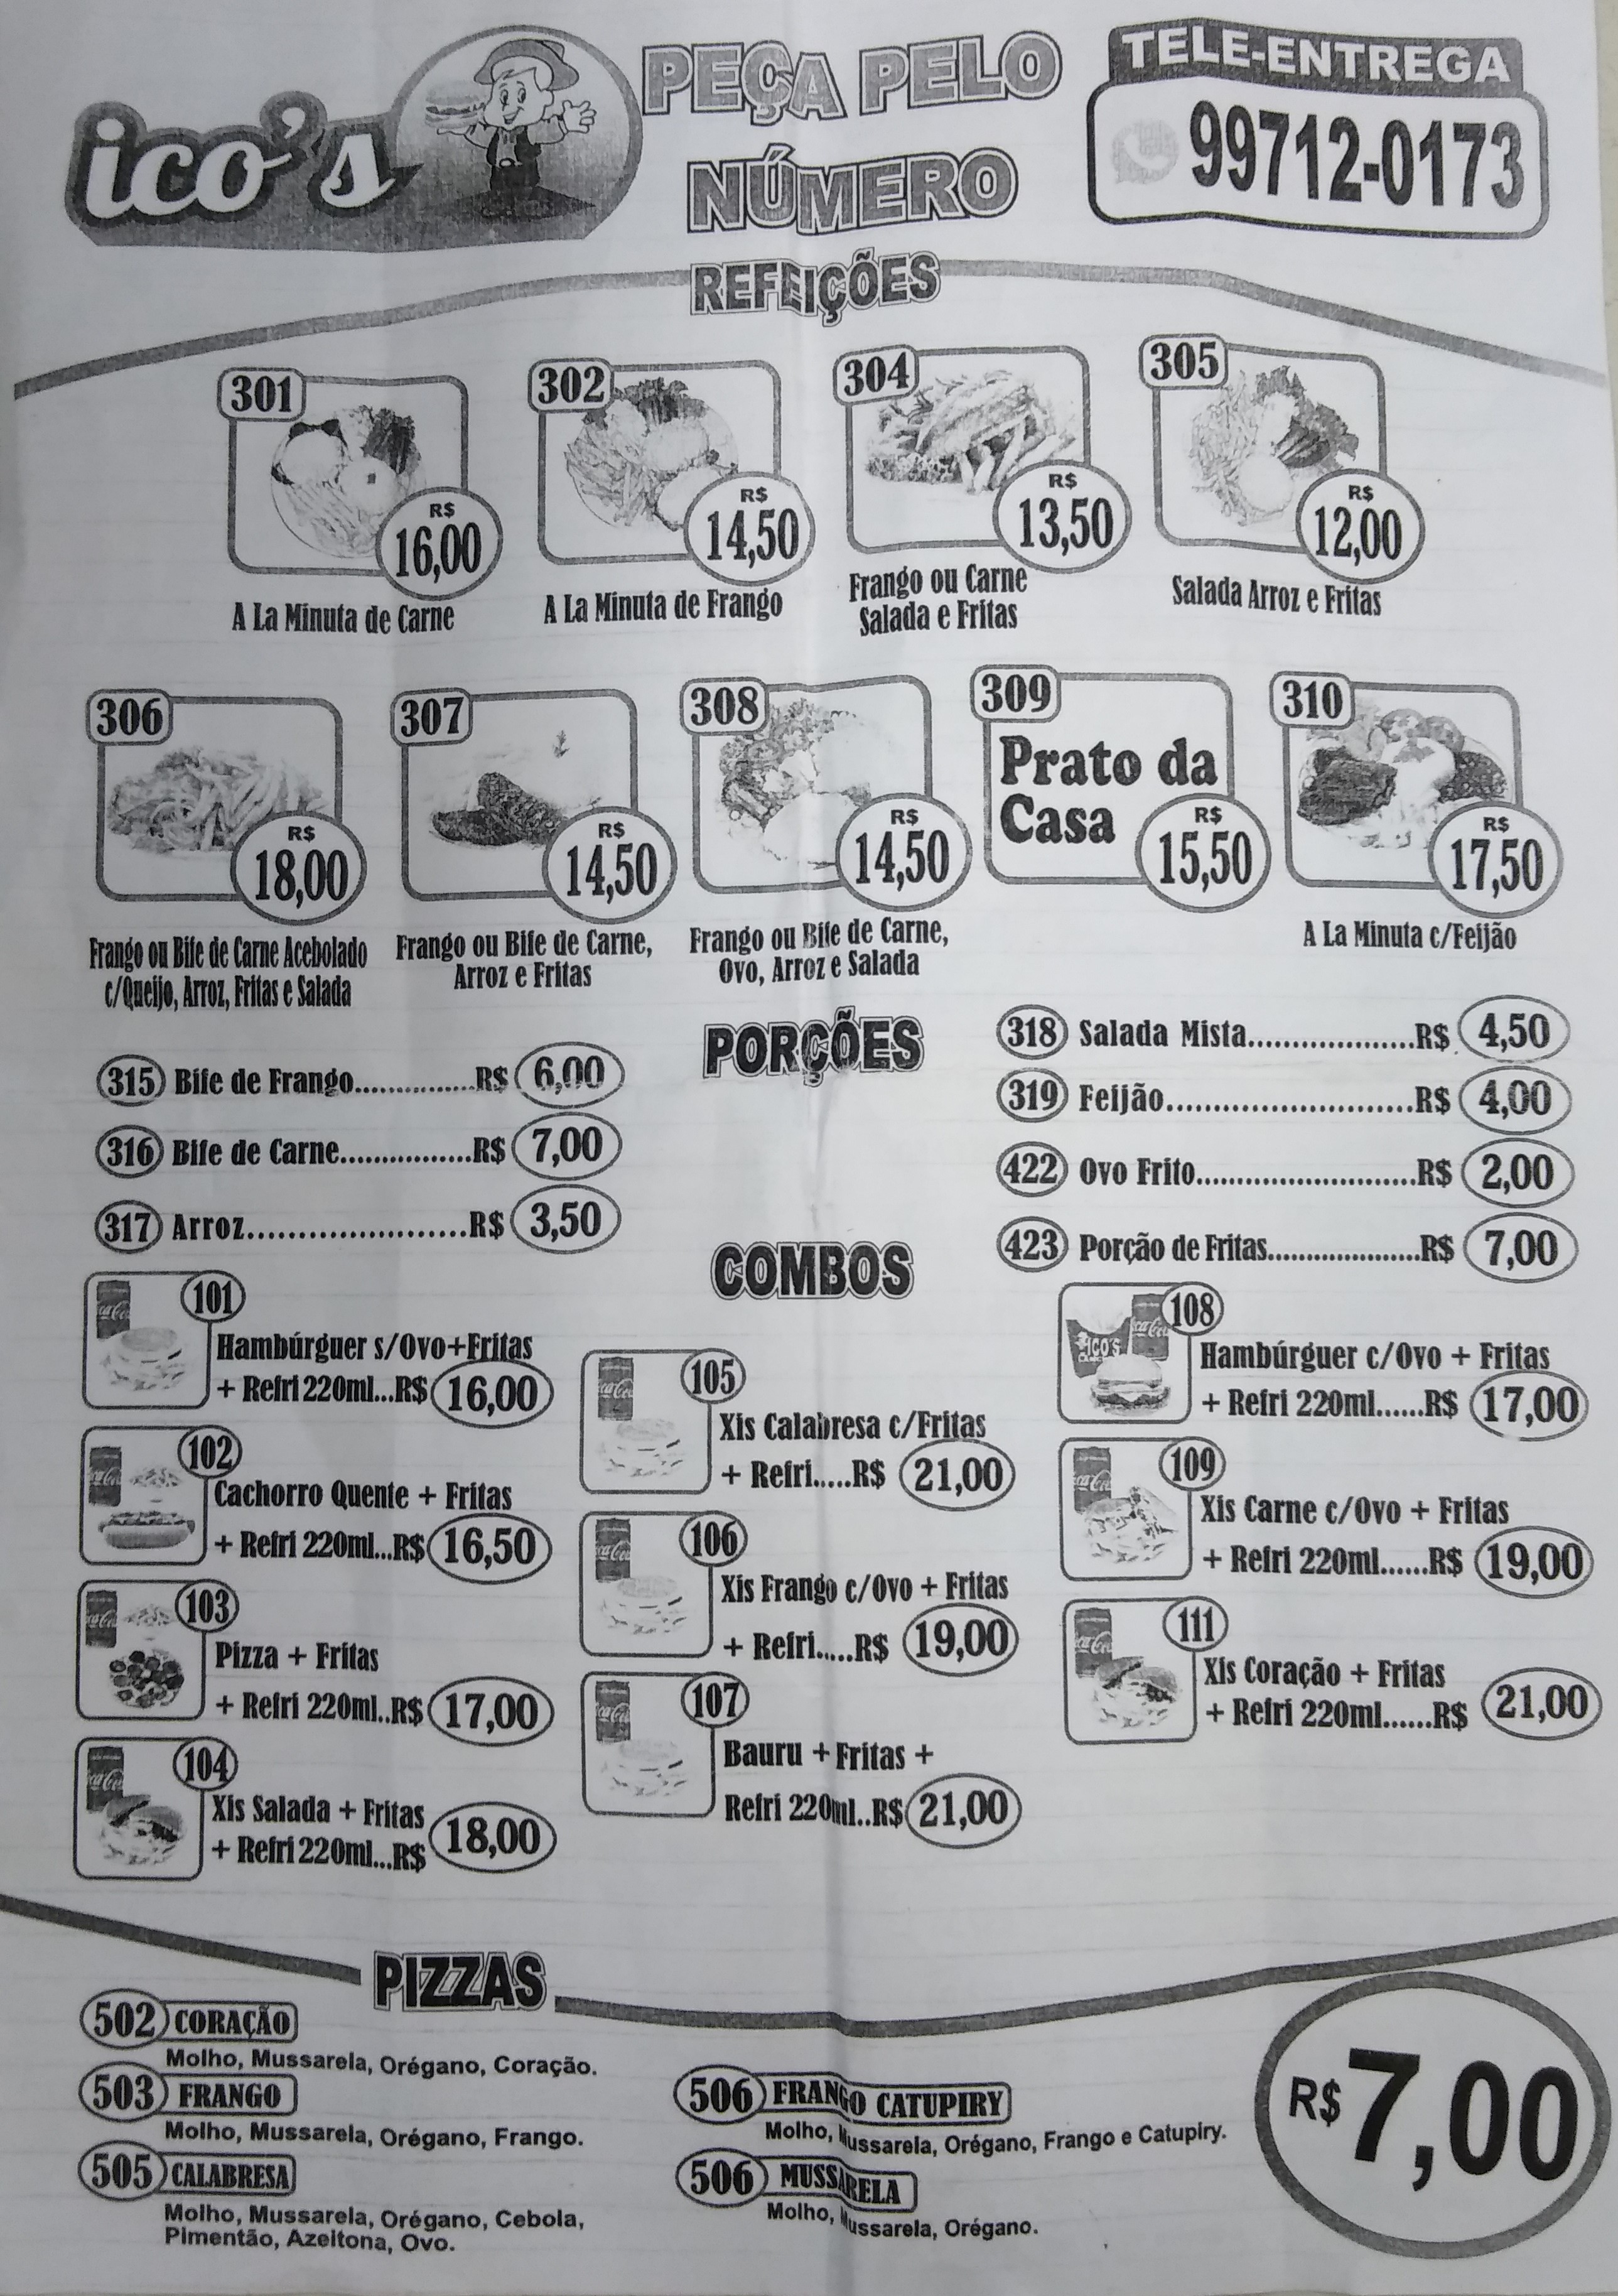 ico's
PEÇA PELO
NÚMERO
TELE-ENTREGA
99712-0173
REFEIÇÕES
301
R$
16,00
A La Minuta de Carne
302
R$
14,50
A La Minuta de Frango
304
R$
13,50
Frango ou Carne
Salada e Fritas
305
R$
12,00
Salada Arroz e Fritas
306
R$
18,00
Frango ou Bife de Carne Acebolado
c/Queijo, Arroz, Fritas e Salada
307
R$
14,50
Frango ou Bife de Carne,
Arroz e Fritas
308
R$
14,50
Frango ou Bife de Carne,
Ovo, Arroz e Salada
309
Prato da
Casa
R$
15,50
310
R$
17,50
A La Minuta c/Feijão
PORÇÕES
315 Bife de Frango...............R$ 6,00
316 Bife de Carne.................R$ 7,00
317 Arroz.......................R$ 3,50
318 Salada Mista....................R$ 4,50
319 Feijão..........................R$ 4,00
422 Ovo Frito..........................R$ 2,00
423 Porção de Fritas.....................R$ 7,00
COMBOS
101
Hambúrguer s/Ovo+Fritas
+ Refri 220ml...R$ 16,00
102
Cachorro Quente + Fritas
+ Refri 220ml...R$ 16,50
103
Pizza + Fritas
+ Refri 220ml..R$ 17,00
104
Xis Salada + Fritas
+ Refri 220ml...R$ 18,00
105
Xis Calabresa c/Fritas
+ Refri.....R$ 21,00
106
Xis Frango c/Ovo + Fritas
+ Refri.....R$ 19,00
107
Bauru + Fritas +
Refri 220ml..R$ 21,00
108
ICO'S
Hambúrguer c/Ovo + Fritas
+ Refri 220ml......R$ 17,00
109
Xis Carne c/Ovo + Fritas
+ Refri 220ml......R$ 19,00
111
Xis Coração + Fritas
+ Refri 220ml......R$ 21,00
PIZZAS
502 CORAÇÃO
Molho, Mussarela, Orégano, Coração.
503 FRANGO
Molho, Mussarela, Orégano, Frango.
505 CALABRESA
Molho, Mussarela, Orégano, Cebola,
Pimentão, Azeitona, Ovo.
506 FRANGO CATUPIRY
Molho, Mussarela, Orégano, Frango e Catupiry.
506 MUSSARELA
Molho, Mussarela, Orégano.
R$ 7,00